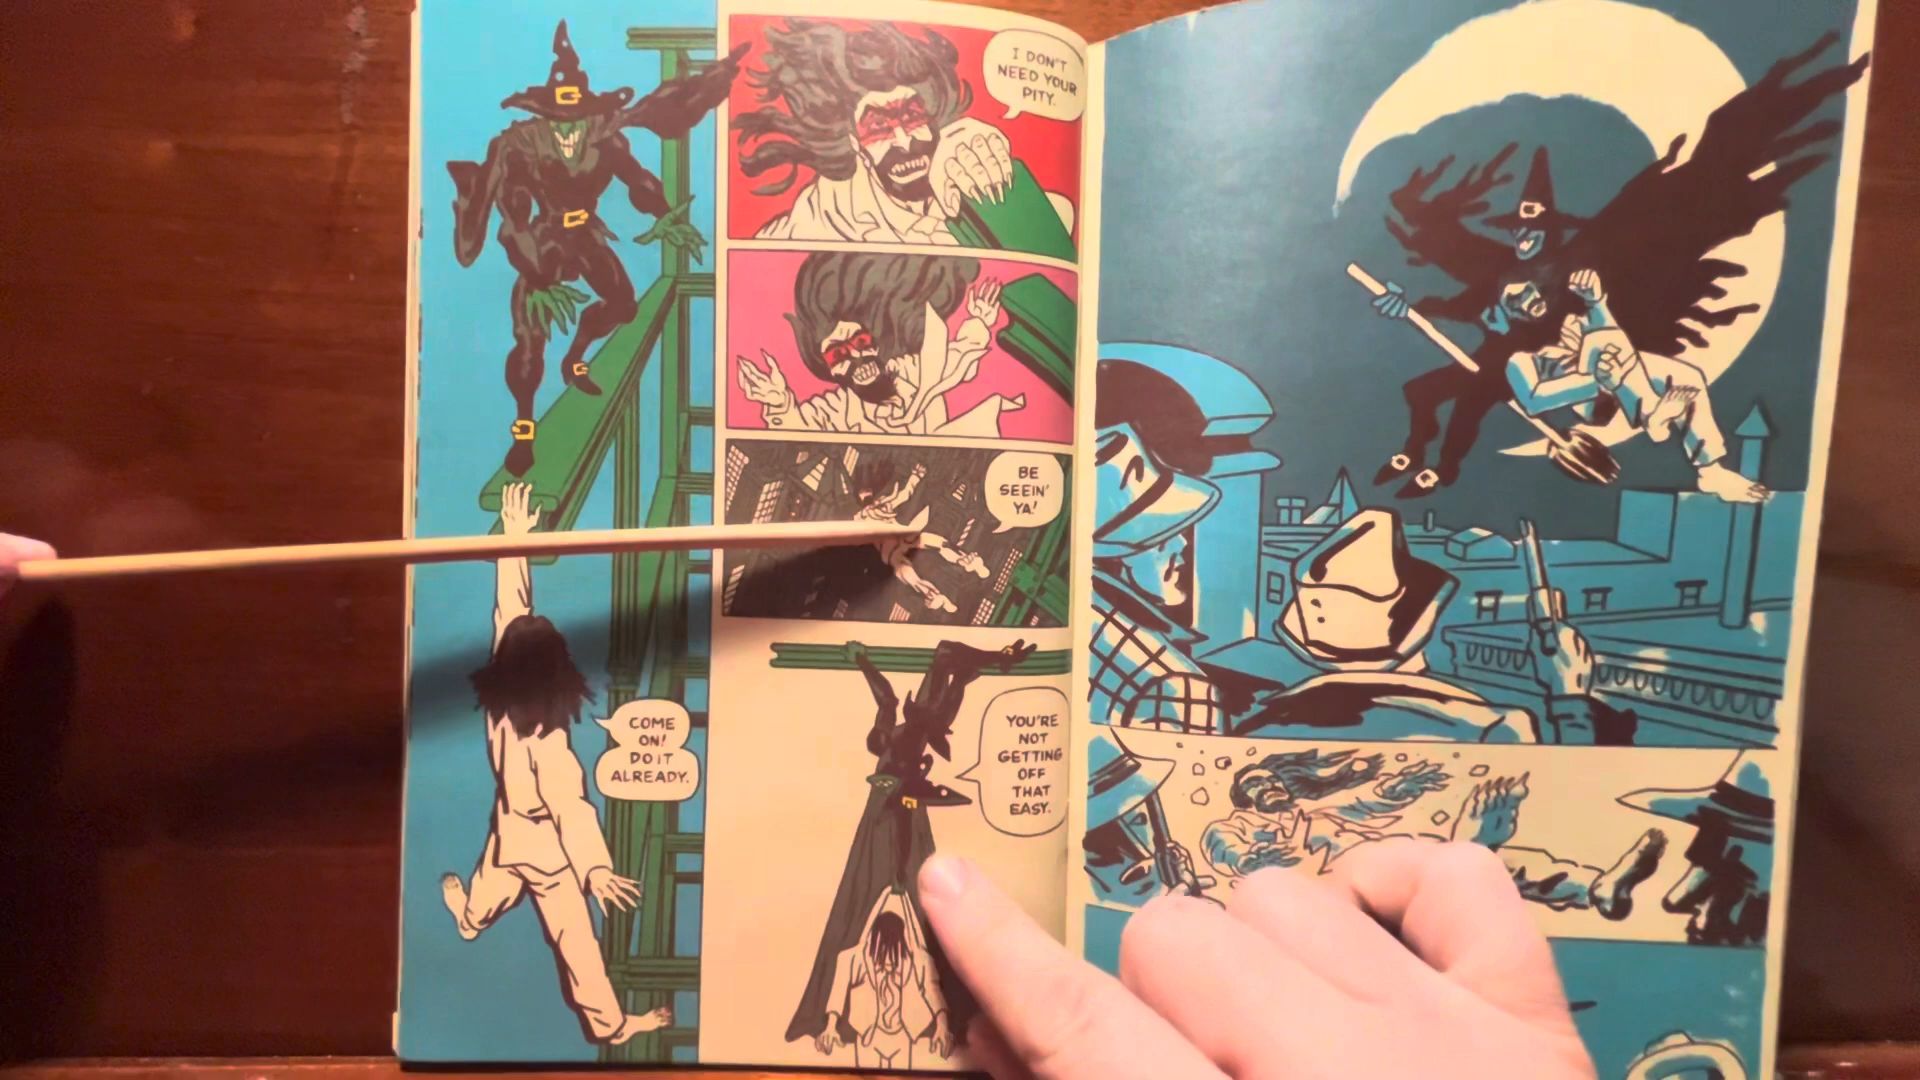 COME
ON!
DO IT
ALREADY.
I DON'T
NEED YOUR
PITY.
BE
SEEIN'
YA!
YOU'RE
NOT
GETTING
OFF
THAT
EASY.